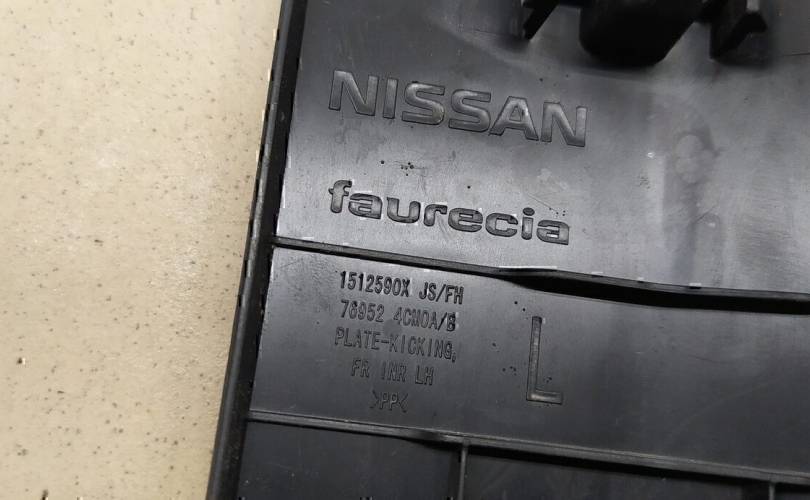 NISSAN
faurecia
1512590X JS/FH
76952 4CM0A/B
PLATE-KICKING,
FR INR LH
>PP<
L